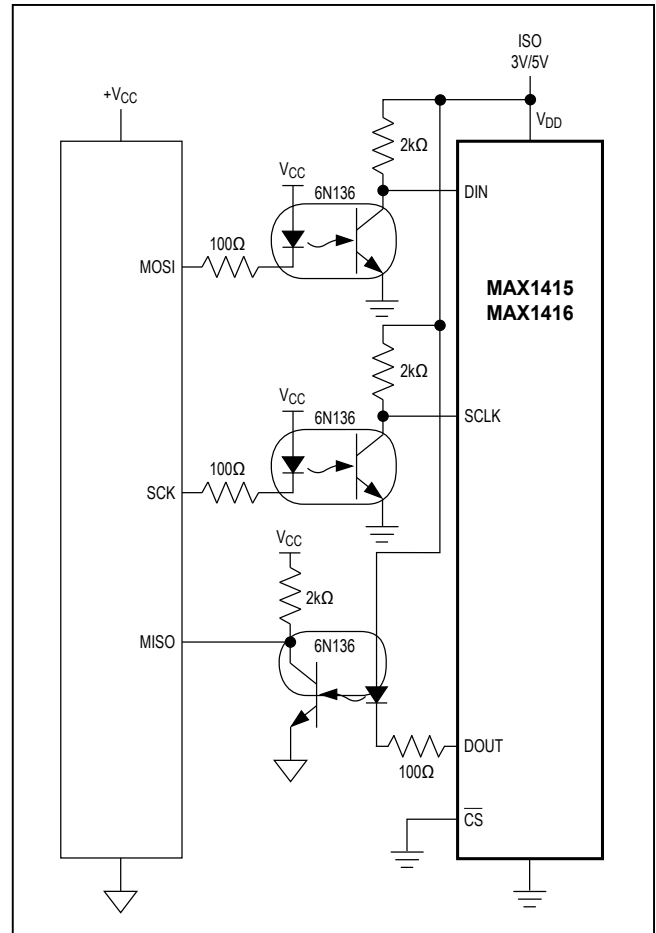 ISO
3V/5V
+VCC
VDD
2kΩ
VCC
6N136
DIN
100Ω
MOSI
MAX1415
MAX1416
2kΩ
VCC
6N136
SCLK
100Ω
SCK
VCC
2kΩ
MISO
6N136
DOUT
100Ω
CS